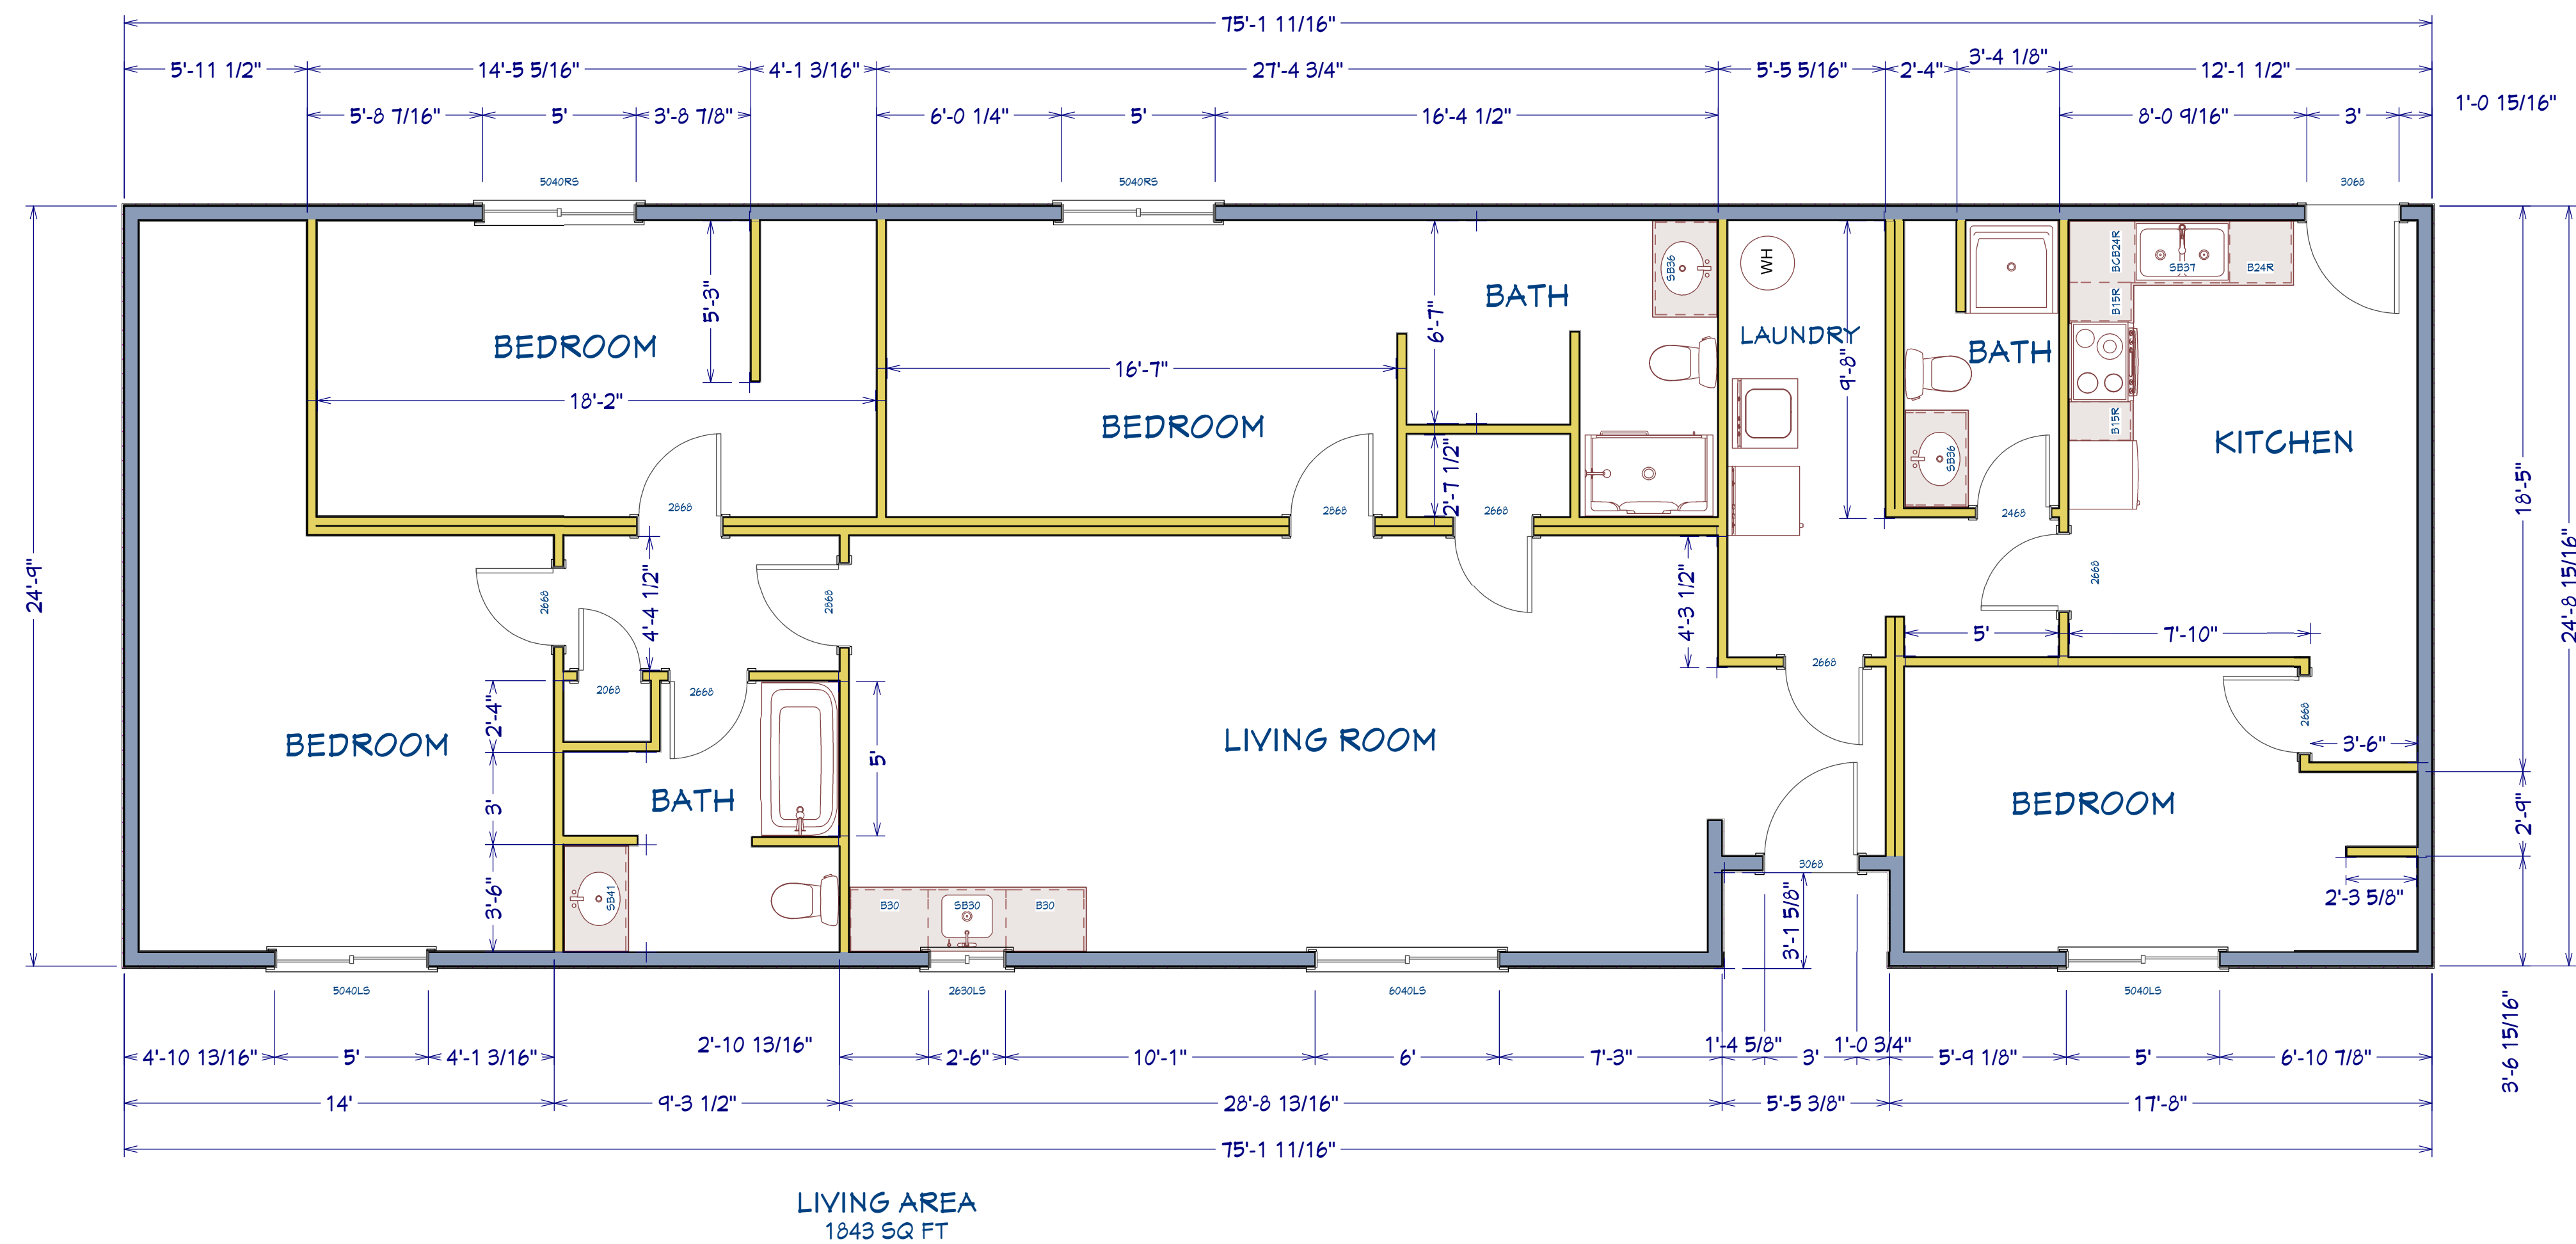 75'-1 11/16"
5'-11 1/2"
14'-5 5/16"
4'-1 3/16"
27'-4 3/4"
5'-5 5/16"
2'-4"
3'-4 1/8"
12'-1 1/2"
5'-8 7/16"
5'
3'-8 7/8"
6'-0 1/4"
5'
16'-4 1/2"
8'-0 9/16"
3'
1'-0 15/16"
5040RS
5040RS
3068
24'-9"
BEDROOM
5'-3"
18'-2"
2868
BEDROOM
16'-7"
2868
6'-7"
2'-7 1/2"
BATH
SB36
2668
WH
LAUNDRY
9'-8"
BATH
SB36
2468
BCB24R
SB37
B24R
B15R
B15R
KITCHEN
2668
18'-5"
24'-8 15/16"
2668
4'-4 1/2"
2868
2068
2668
2'-4"
3'
3'-6"
BEDROOM
BATH
5'
SB41
LIVING ROOM
4'-3 1/2"
2668
5'
7'-10"
2668
3'-6"
BEDROOM
2'-9"
2'-3 5/8"
B30
SB30
B30
3068
3'-1 5/8"
5040LS
2630LS
6040LS
5040LS
3'-6 15/16"
4'-10 13/16"
5'
4'-1 3/16"
2'-10 13/16"
2'-6"
10'-1"
6'
7'-3"
1'-4 5/8"
3'
1'-0 3/4"
5'-9 1/8"
5'
6'-10 7/8"
14'
9'-3 1/2"
28'-8 13/16"
5'-5 3/8"
17'-8"
75'-1 11/16"
LIVING AREA
1843 SQ FT